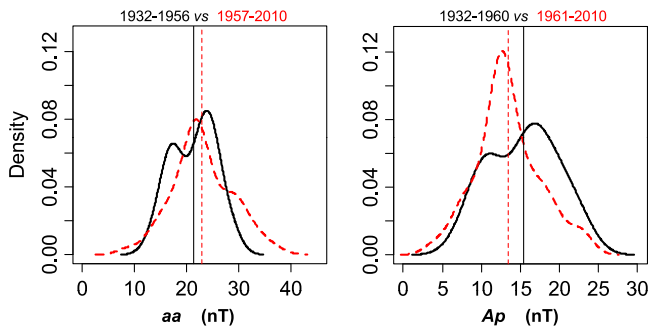 1932-1956 vs 1957-2010
1932-1960 vs 1961-2010
Density
0.00 0.04 0.08 0.12
0 10 20 30 40
aa (nT)
0.00 0.04 0.08 0.12
0 5 10 15 20 25 30
Ap (nT)